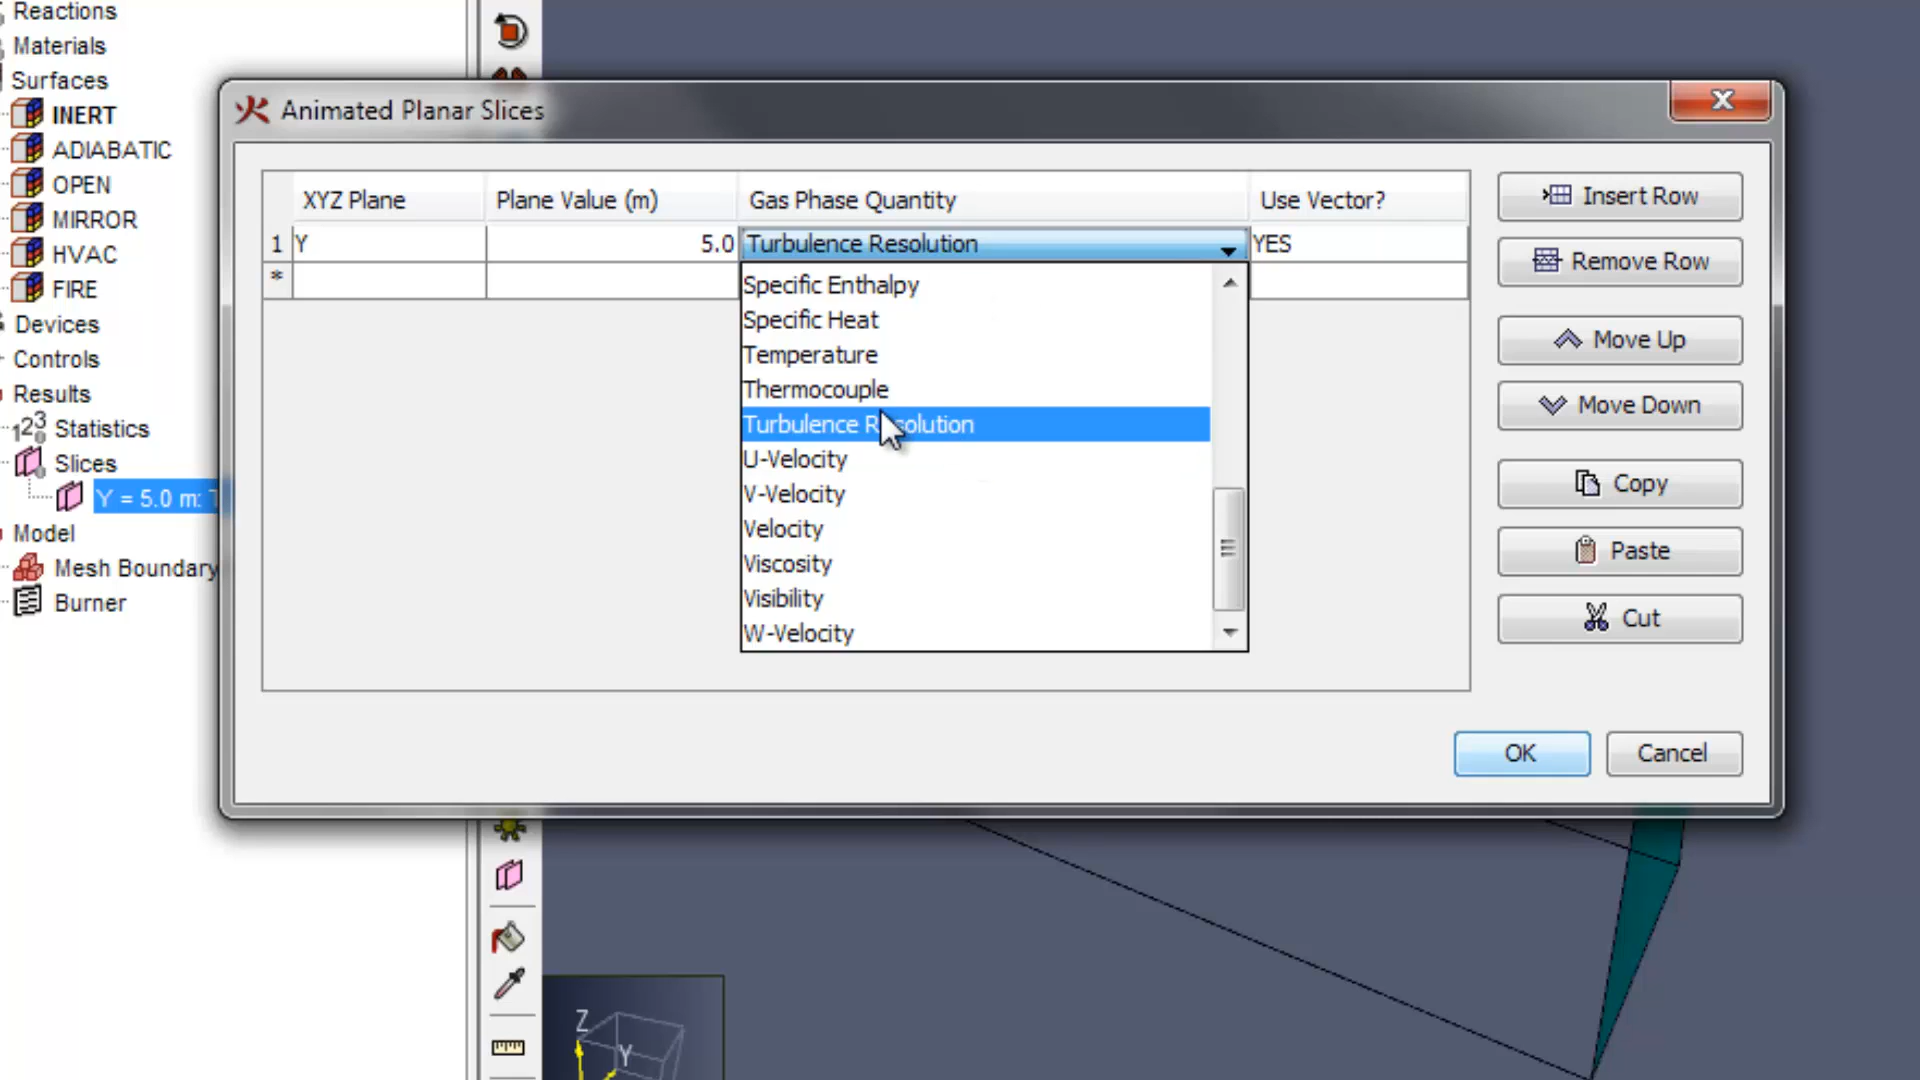 Reactions
Materials
Surfaces
INERT
ADIABATIC
OPEN
MIRROR
HVAC
FIRE
Devices
Controls
Results
Statistics
Slices
Y = 5.0 m: T
Model
Mesh Boundary
Burner
Animated Planar Slices
XYZ Plane Plane Value (m) Gas Phase Quantity Use Vector?
1 Y 5.0 Turbulence Resolution YES
*
Specific Enthalpy
Specific Heat
Temperature
Thermocouple
Turbulence Resolution
U-Velocity
V-Velocity
Velocity
Viscosity
Visibility
W-Velocity
Insert Row
Remove Row
Move Up
Move Down
Copy
Paste
Cut
OK Cancel
Z
Y